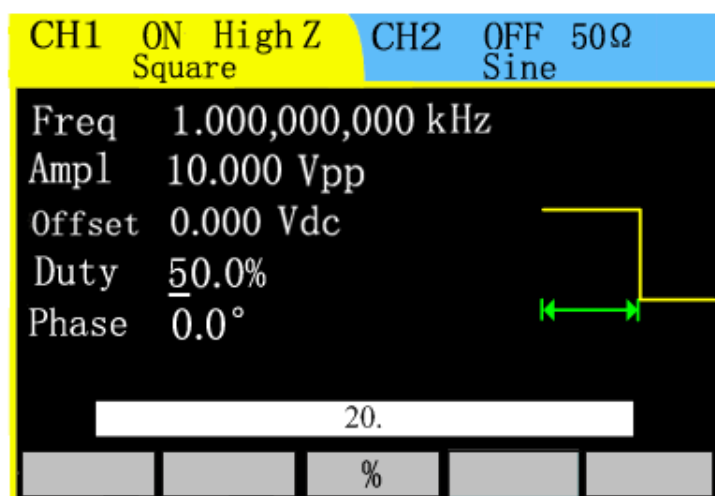 CH1 ON High Z CH2 OFF 50Ω
Square Sine
Freq 1.000,000,000 kHz
Ampl 10.000 Vpp
Offset 0.000 Vdc
Duty 50.0%
Phase 0.0°
20.
%